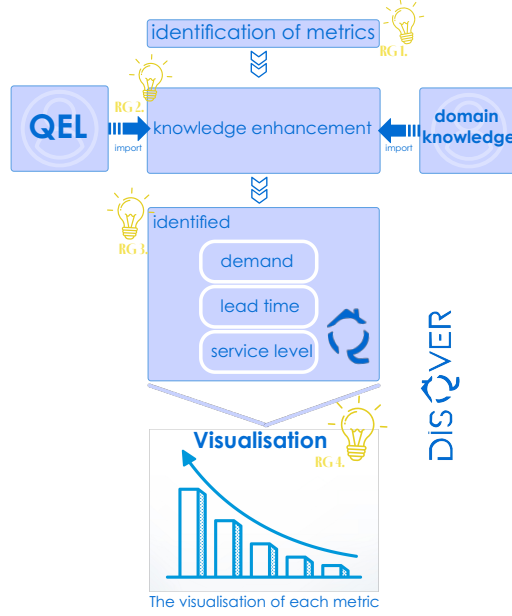 identification of metrics
RG 1.
RG 2.
QEL
import
knowledge enhancement
import
domain
knowledge
RG 3.
identified
demand
lead time
service level
DISQVER
Visualisation
RG 4.
The visualisation of each metric